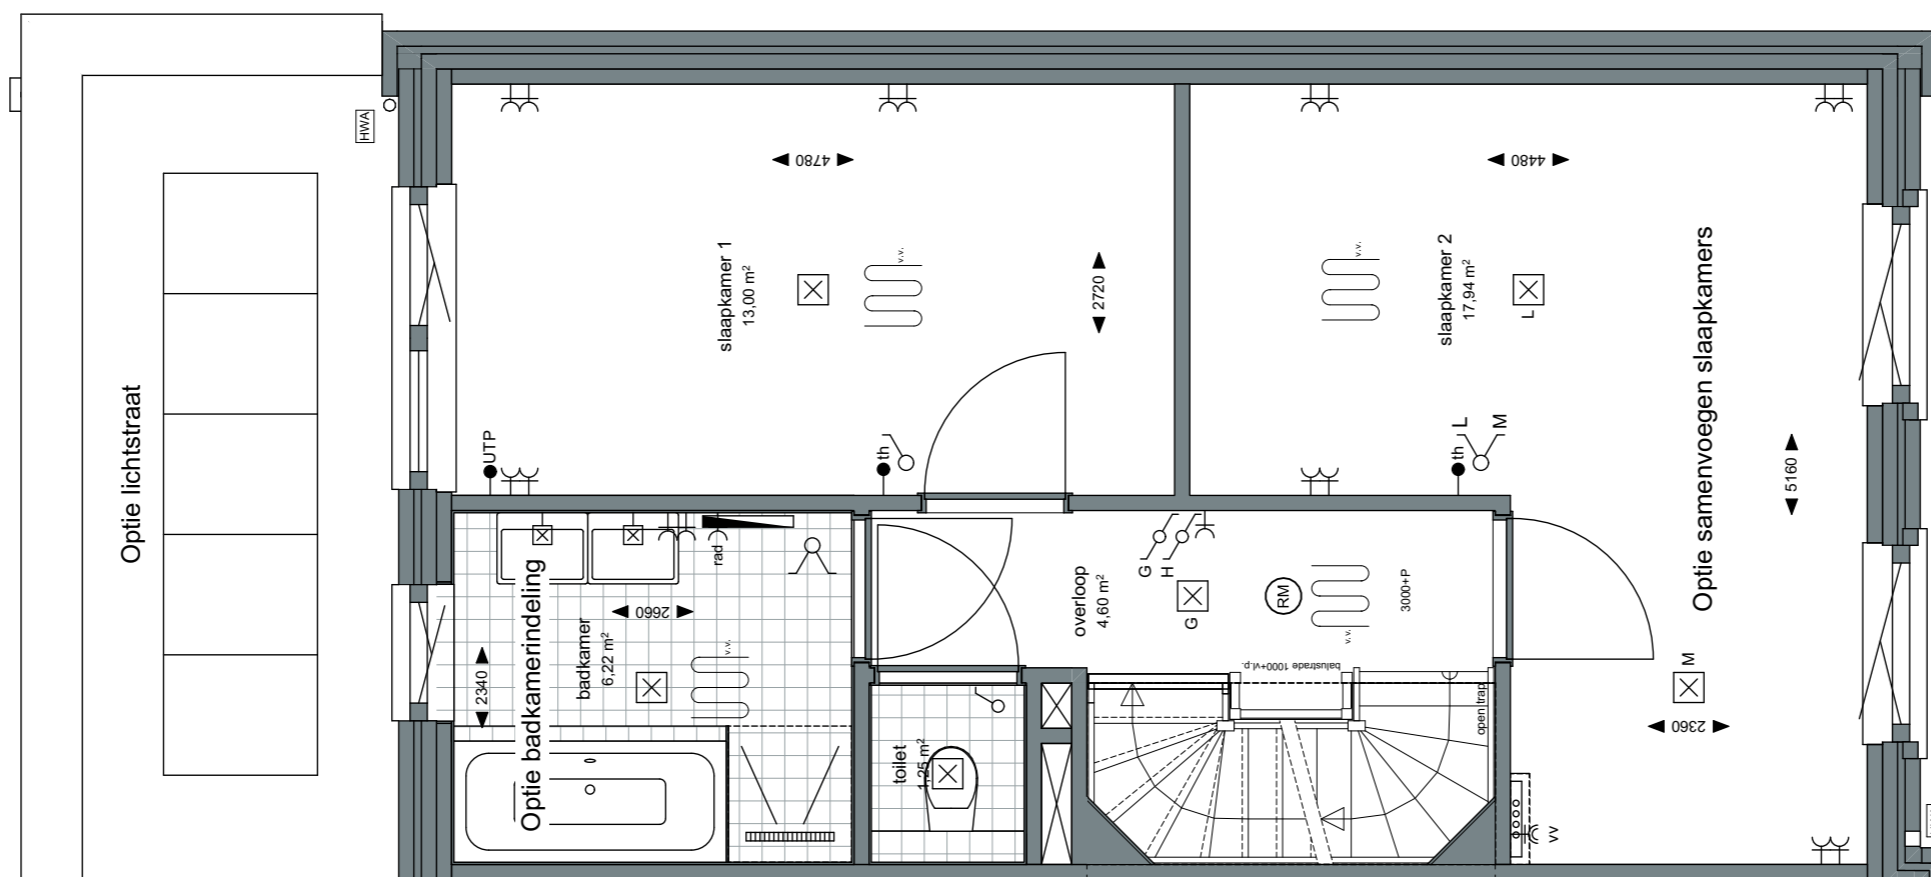 Optie lichtstraat
HWA
4780
4480
slaapkamer 1
13,00 m²
v.v.
2720
slaapkamer 2
17,94 m²
v.v.
L
Optie samenvoegen slaapkamers
UTP
th
th
L
M
5160
rad
Optie badkamerindeling
2660
badkamer
6,22 m²
2340
v.v.
overloop
4,60 m²
G
H
G
RM
v.v.
3000+P
balustrade 1000+vl.p.
open trap
toilet
1,25 m²
M
2360
VV